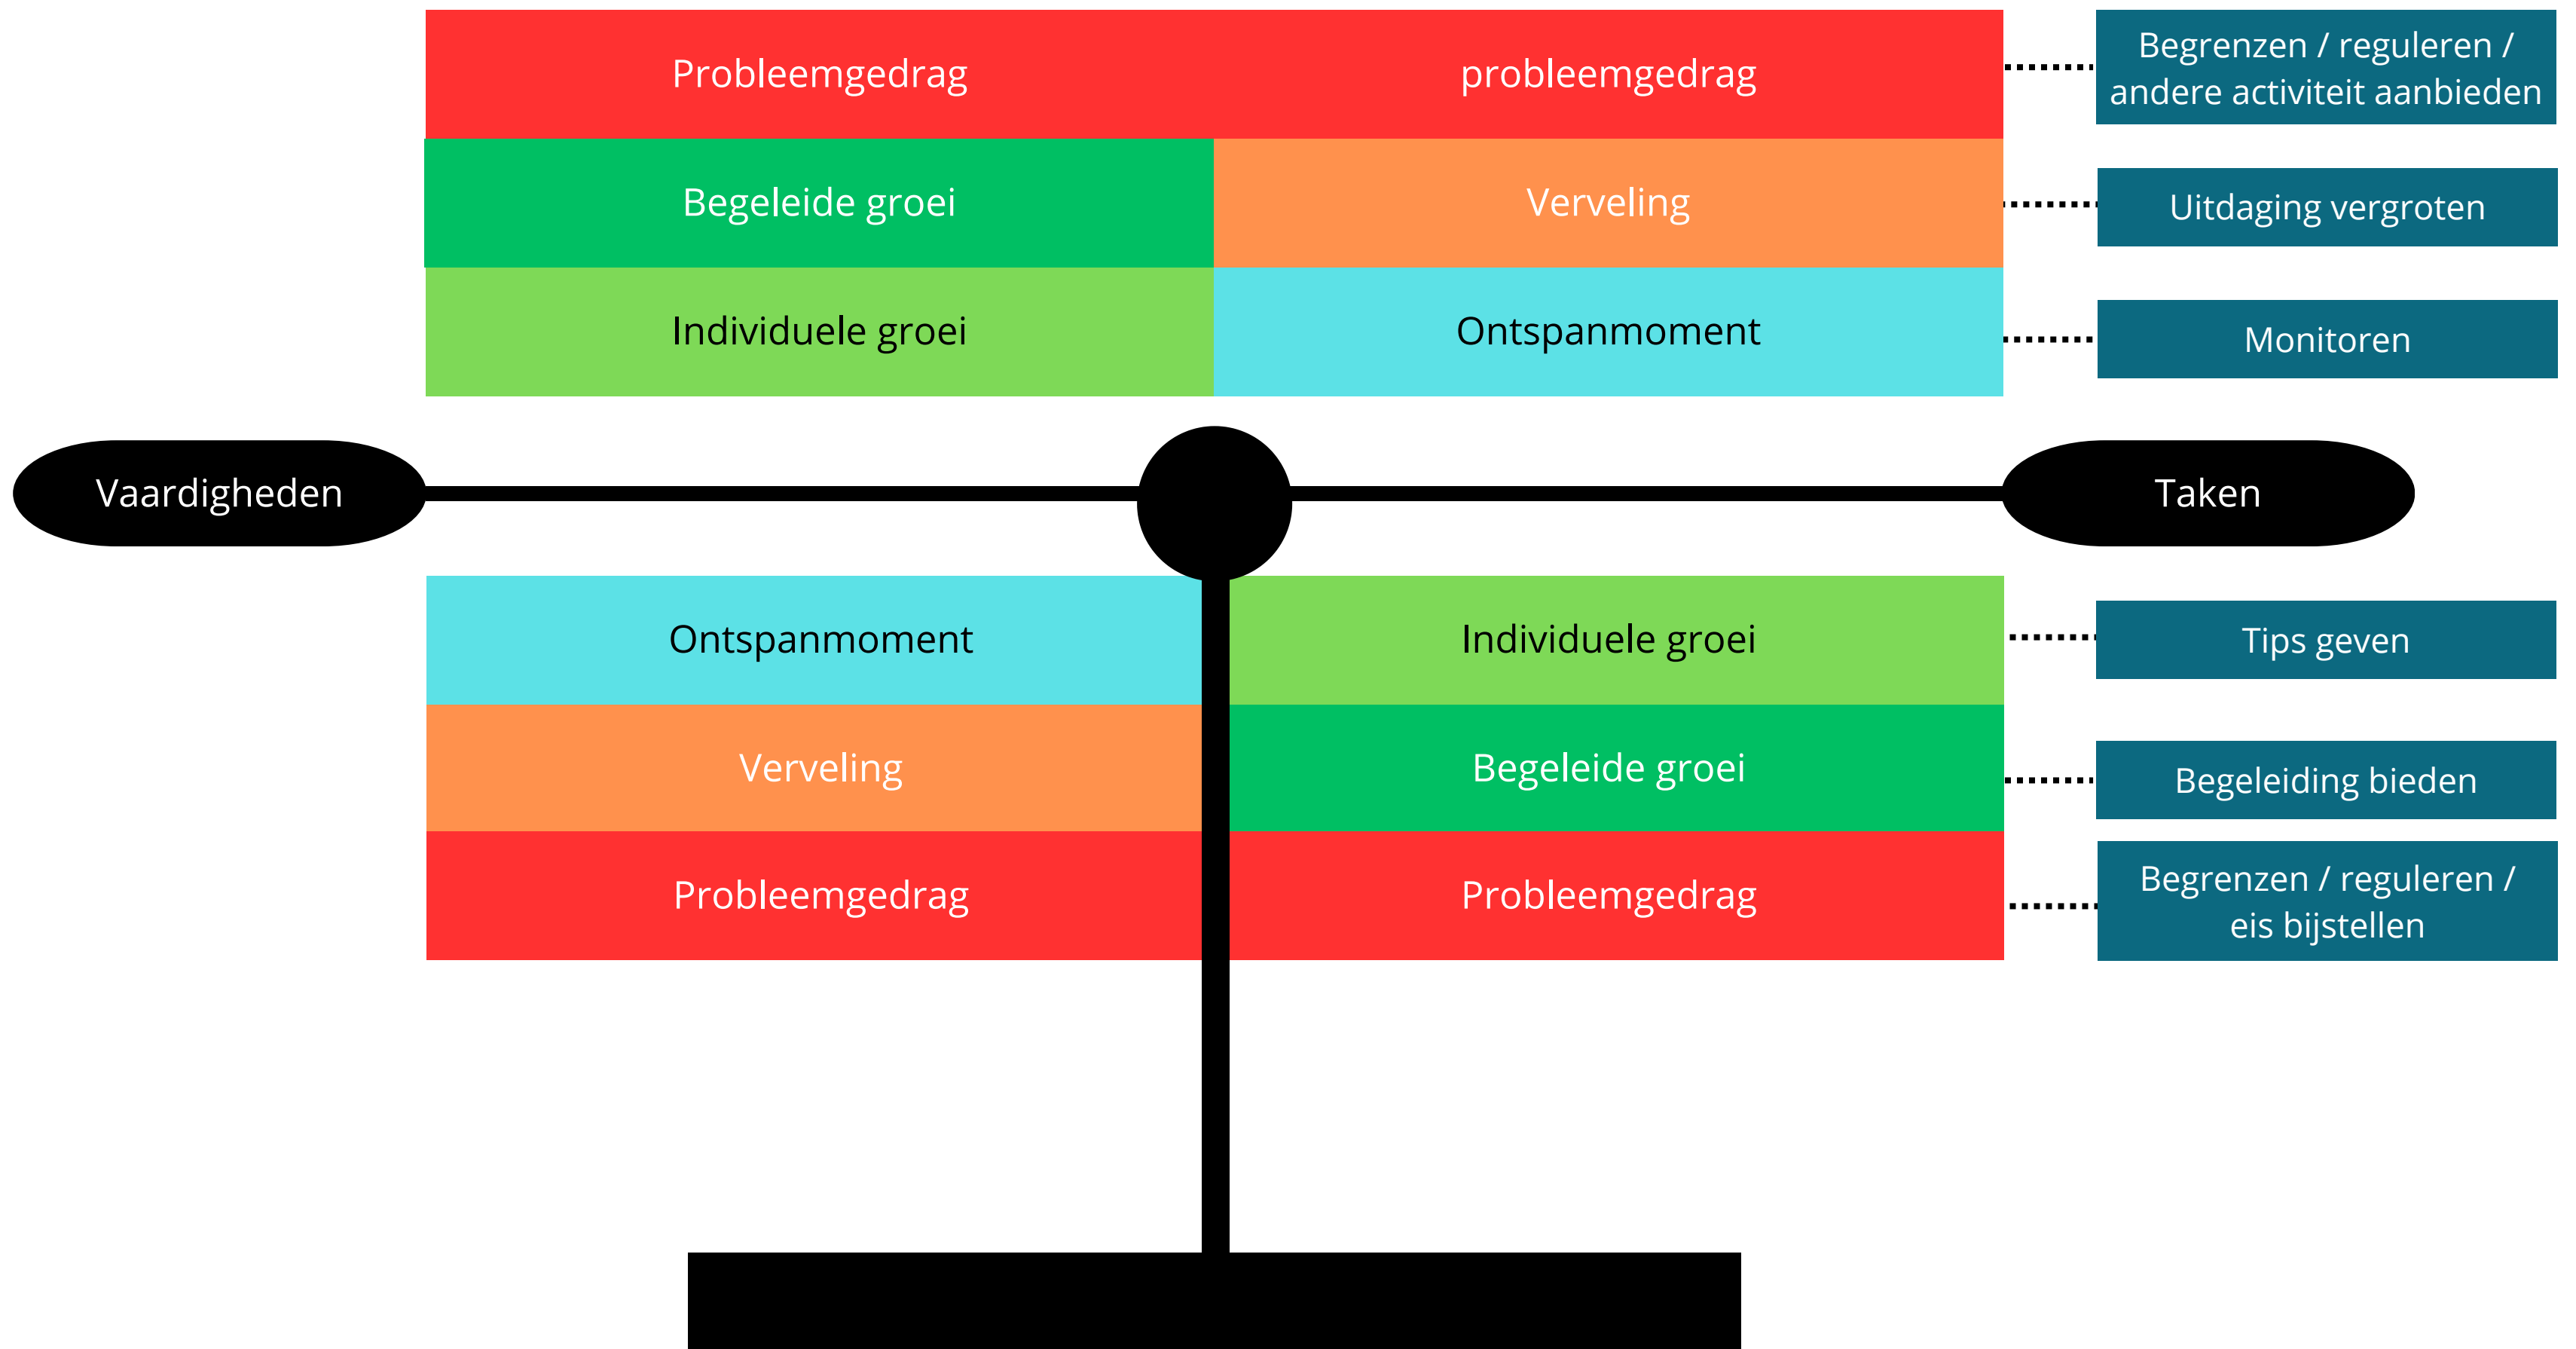 Probleemgedrag
probleemgedrag
Begrenzen / reguleren /
andere activiteit aanbieden
Begeleide groei
Verveling
Uitdaging vergroten
Individuele groei
Ontspanmoment
Monitoren
Vaardigheden
Taken
Ontspanmoment
Individuele groei
Tips geven
Verveling
Begeleide groei
Begeleiding bieden
Probleemgedrag
Probleemgedrag
Begrenzen / reguleren /
eis bijstellen